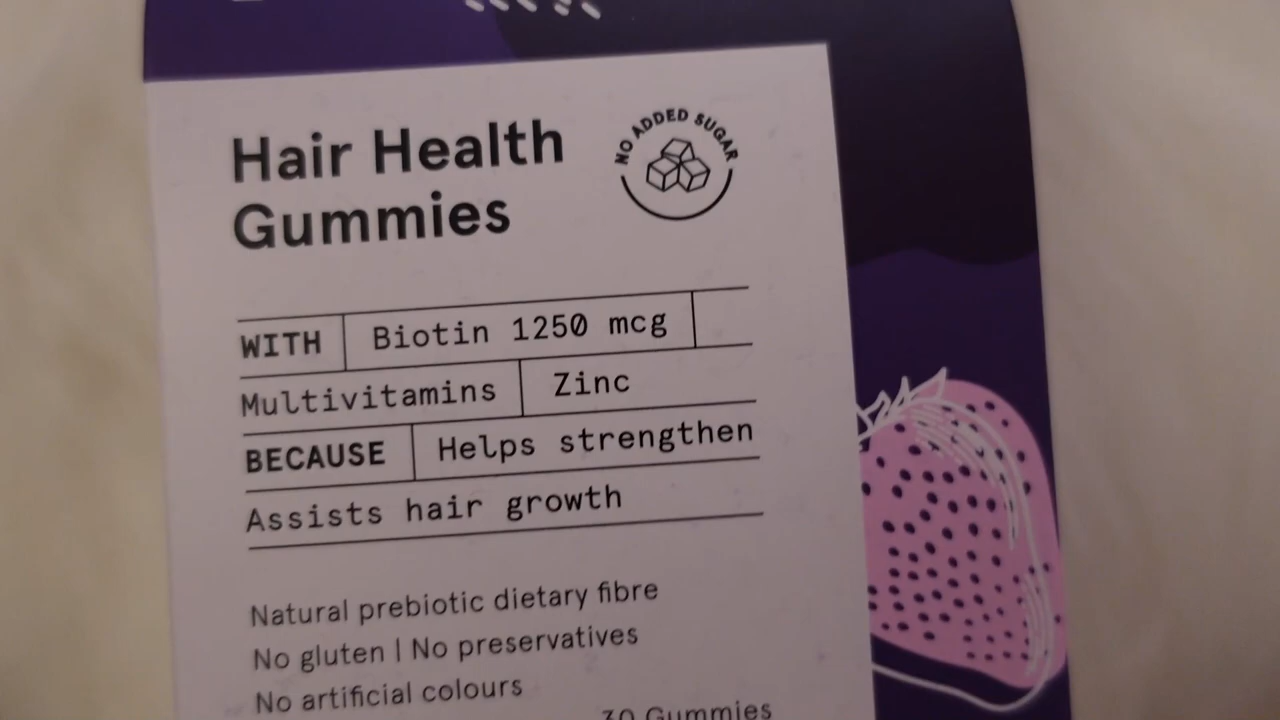 Hair Health
Gummies
NO ADDED SUGAR
WITH Biotin 1250 mcg
Multivitamins Zinc
BECAUSE Helps strengthen
Assists hair growth
Natural prebiotic dietary fibre
No gluten | No preservatives
No artificial colours
30 Gummies